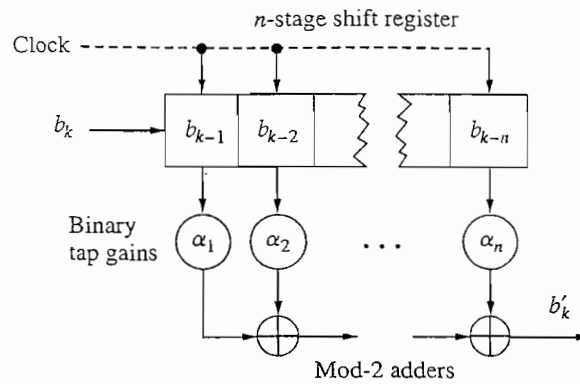 n-stage shift register
Clock
b_k b_{k-1} b_{k-2} b_{k-n}
Binary
tap gains
α_1 α_2 . . . α_n
b'_k
Mod-2 adders